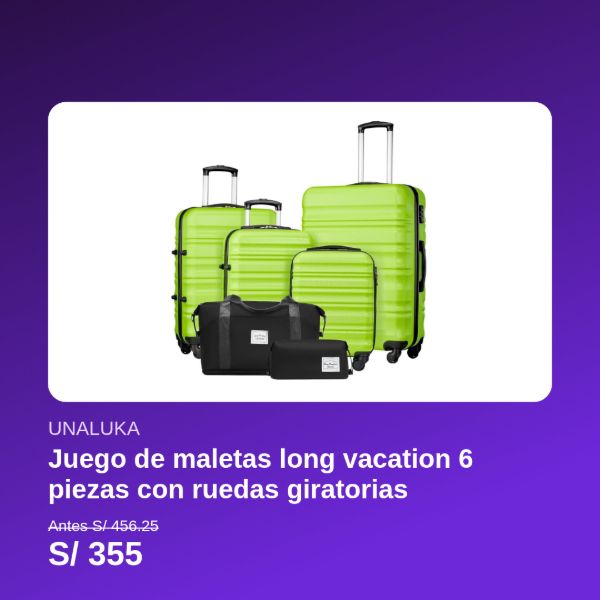 UNALUKA
Juego de maletas long vacation 6
piezas con ruedas giratorias
Antes S/ 456.25
S/ 355